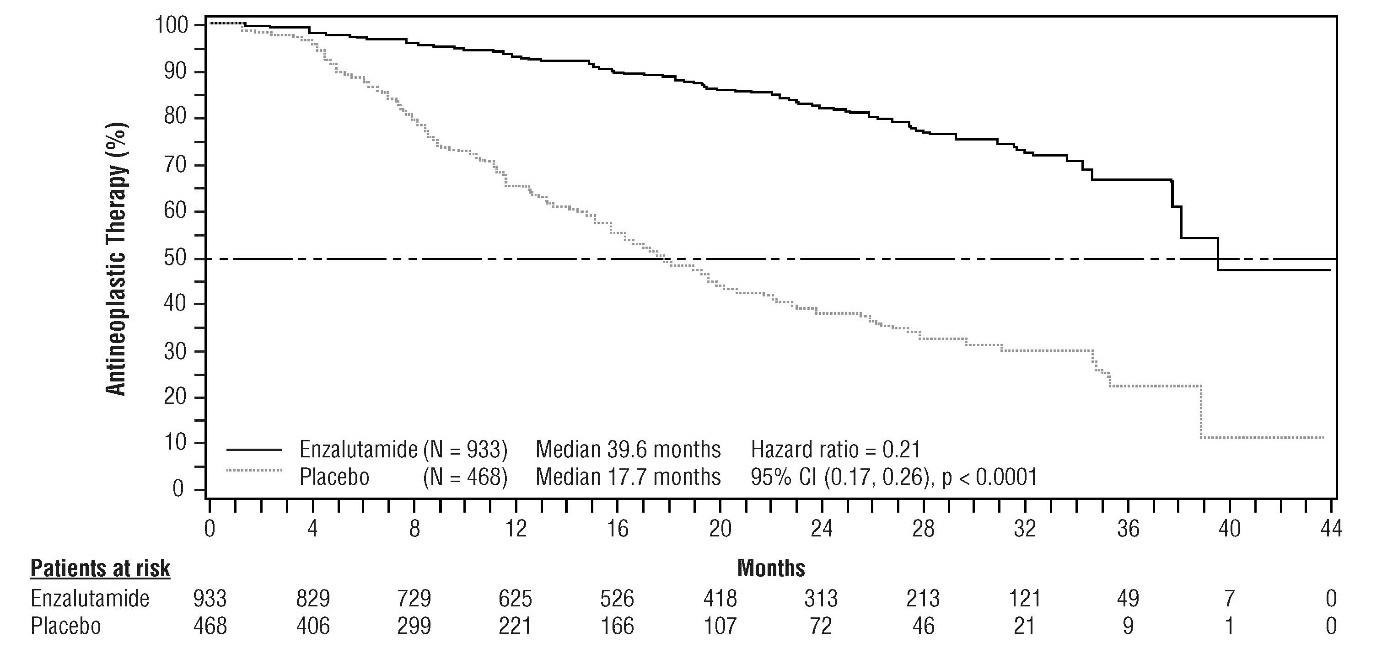 Antineoplastic Therapy (%)
100
90
80
70
60
50
40
30
20
10
0
Enzalutamide (N = 933) Median 39.6 months Hazard ratio = 0.21
Placebo (N = 468) Median 17.7 months 95% CI (0.17, 0.26), p < 0.0001
0 4 8 12 16 20 24 28 32 36 40 44
Patients at risk Months
Enzalutamide 933 829 729 625 526 418 313 213 121 49 7 0
Placebo 468 406 299 221 166 107 72 46 21 9 1 0